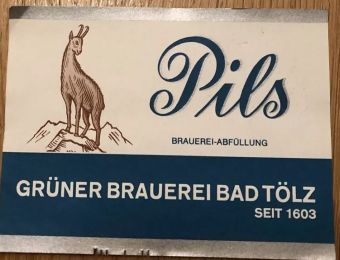 Pils
BRAUEREI-ABFÜLLUNG
GRÜNER BRAUEREI BAD TÖLZ
SEIT 1603